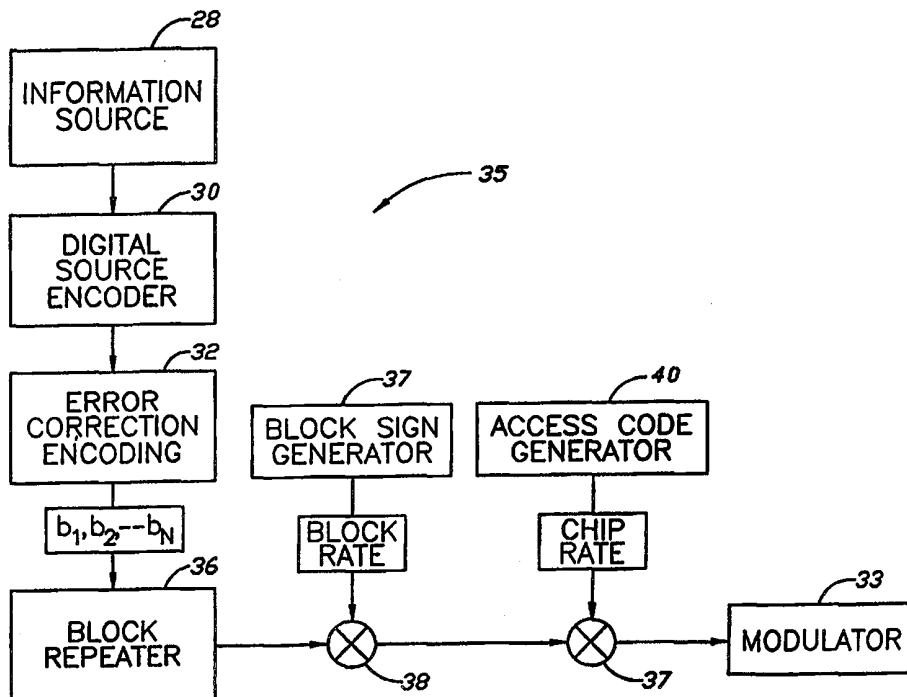 28
INFORMATION
SOURCE
35
30
DIGITAL
SOURCE
ENCODER
32
ERROR
CORRECTION
ENCODING
37
BLOCK SIGN
GENERATOR
40
ACCESS CODE
GENERATOR
b1, b2,--bN
BLOCK
RATE
CHIP
RATE
36
BLOCK
REPEATER
38
37
33
MODULATOR